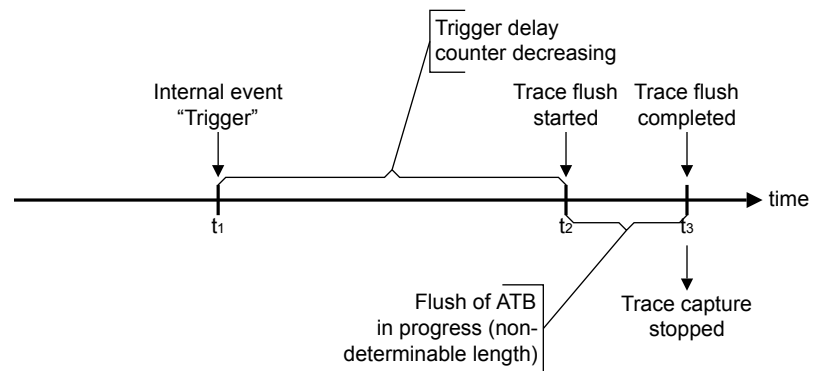 Trigger delay
counter decreasing
Internal event
“Trigger”
Trace flush
started
Trace flush
completed
time
t1
t2
t3
Flush of ATB
in progress (non-
determinable length)
Trace capture
stopped